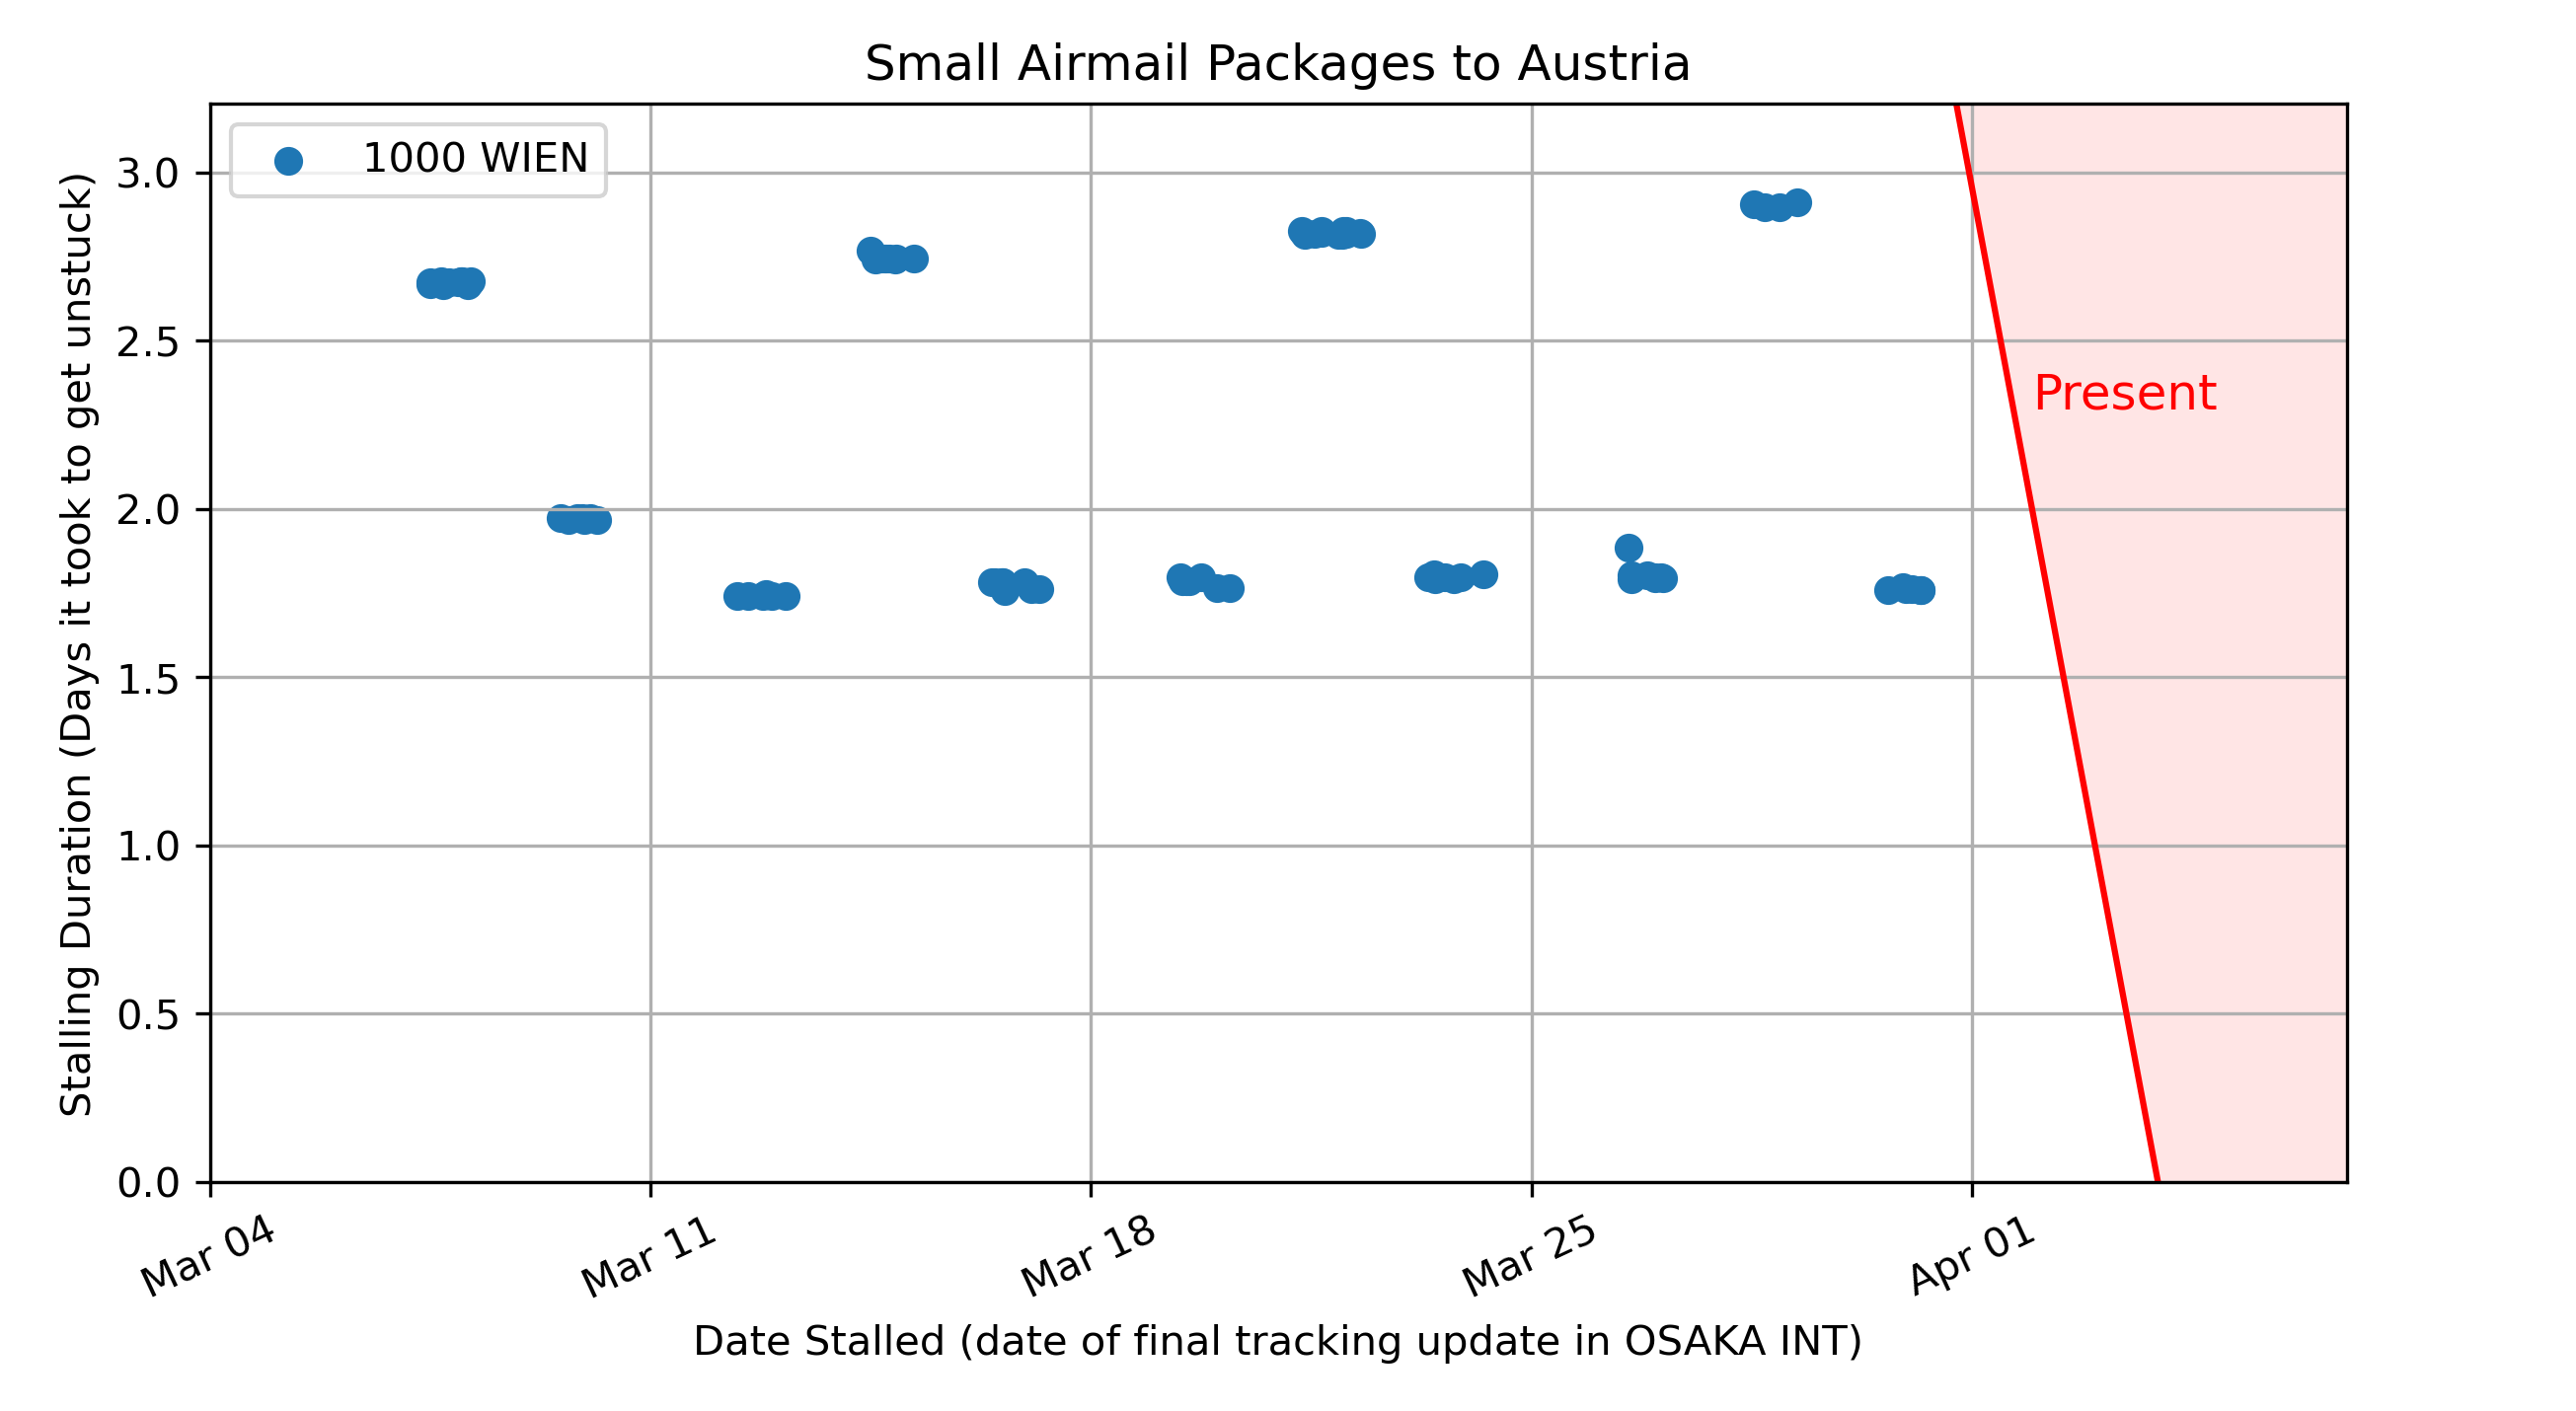 Small Airmail Packages to Austria
1000 WIEN
Present
Stalling Duration (Days it took to get unstuck)
3.0
2.5
2.0
1.5
1.0
0.5
0.0
Mar 04
Mar 11
Mar 18
Mar 25
Apr 01
Date Stalled (date of final tracking update in OSAKA INT)